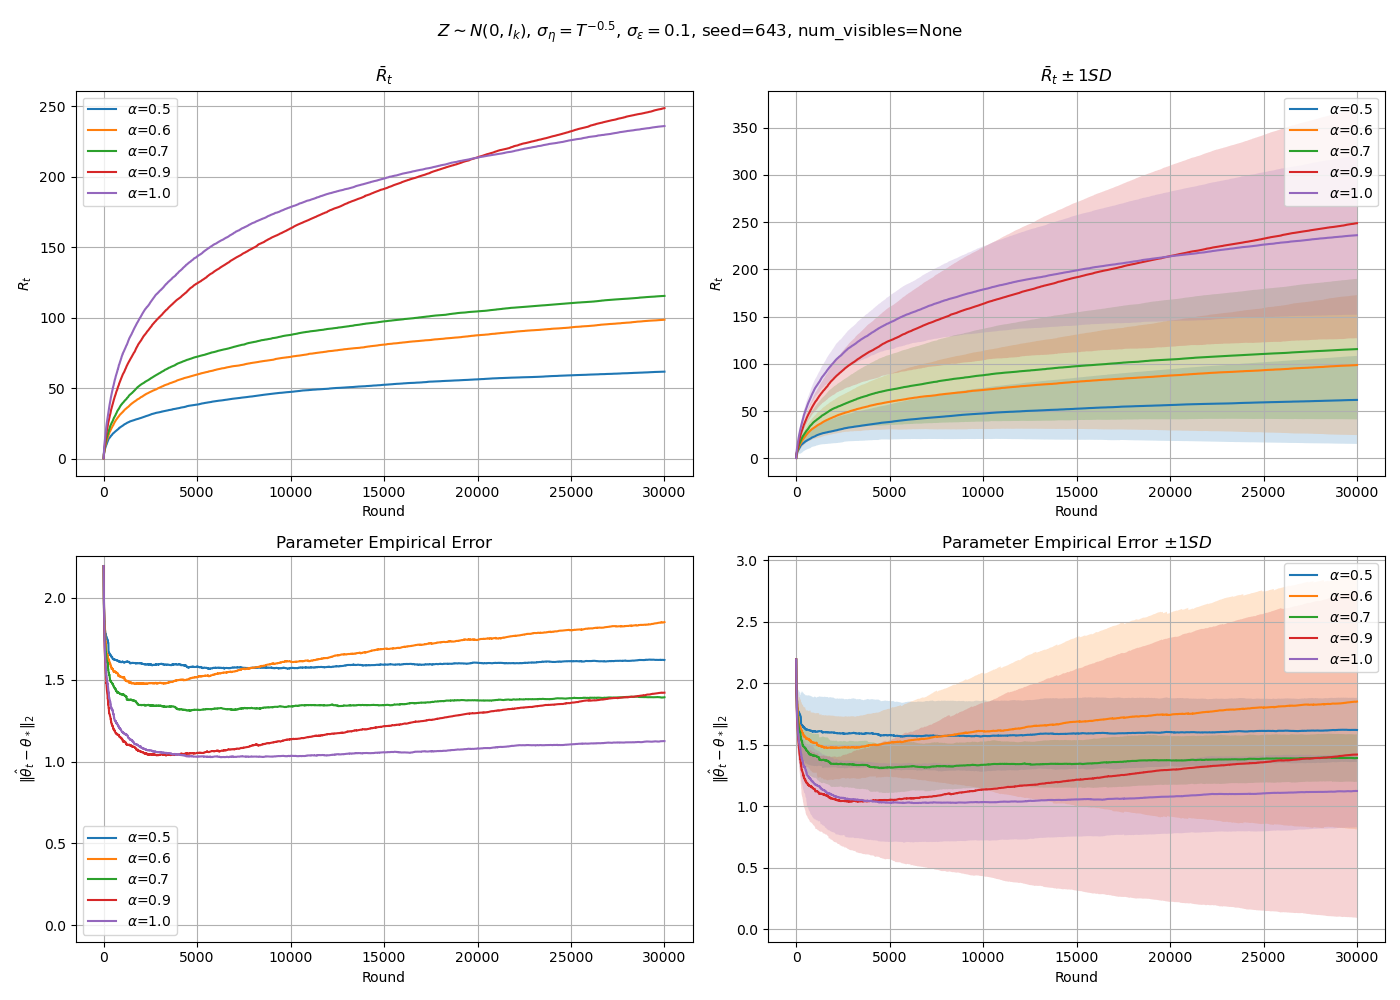 Z ~ N(0, I_k), σ_η = T^{−0.5}, σ_ε = 0.1, seed=643, num_visibles=None
R̄_t
R_t
250
200
150
100
50
0
α=0.5
α=0.6
α=0.7
α=0.9
α=1.0
0 5000 10000 15000 20000 25000 30000
Round
R̄_t ± 1SD
R_t
350
300
250
200
150
100
50
0
α=0.5
α=0.6
α=0.7
α=0.9
α=1.0
0 5000 10000 15000 20000 25000 30000
Round
Parameter Empirical Error
‖θ̂_t − θ_*‖_2
2.0
1.5
1.0
0.5
0.0
α=0.5
α=0.6
α=0.7
α=0.9
α=1.0
0 5000 10000 15000 20000 25000 30000
Round
Parameter Empirical Error ±1SD
‖θ̂_t − θ_*‖_2
3.0
2.5
2.0
1.5
1.0
0.5
0.0
α=0.5
α=0.6
α=0.7
α=0.9
α=1.0
0 5000 10000 15000 20000 25000 30000
Round